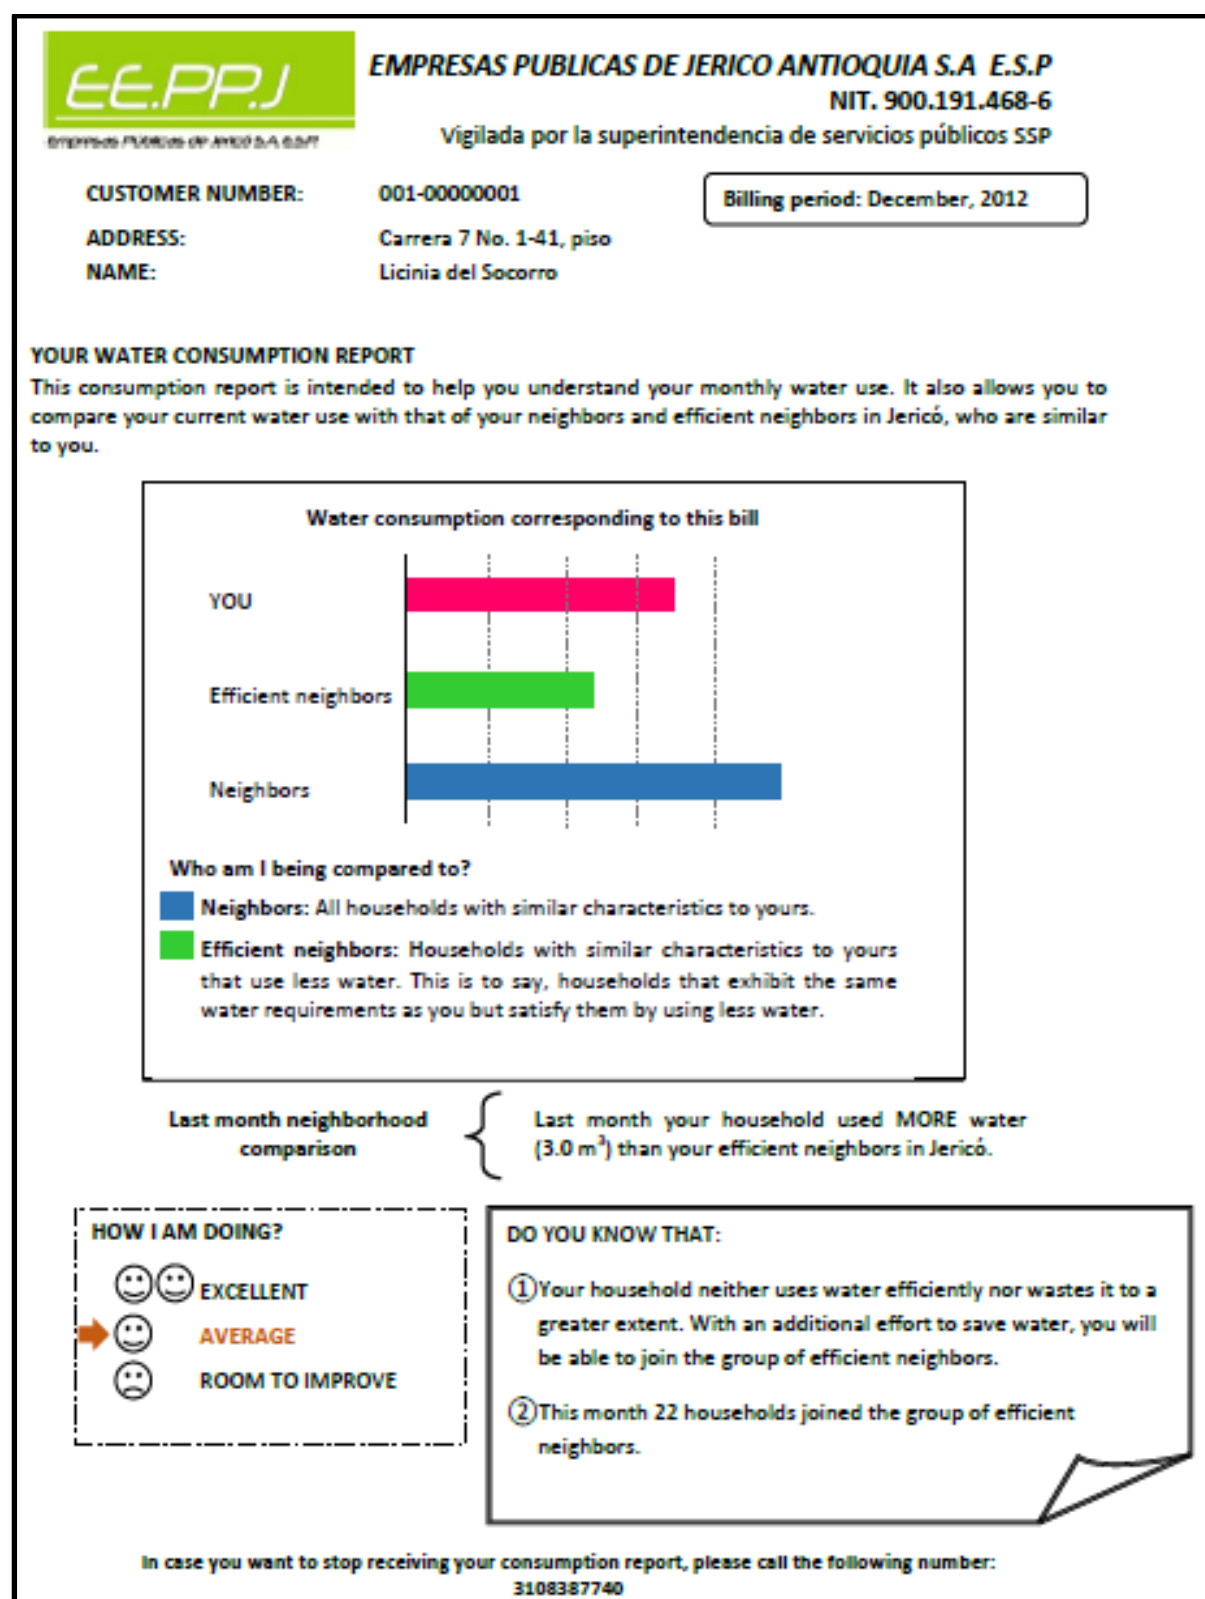 EE.PP.J
Empresas Públicas de Jericó S.A. E.S.P.
EMPRESAS PUBLICAS DE JERICO ANTIOQUIA S.A E.S.P
NIT. 900.191.468-6
Vigilada por la superintendencia de servicios públicos SSP
CUSTOMER NUMBER: 001-00000001
Billing period: December, 2012
ADDRESS: Carrera 7 No. 1-41, piso
NAME: Licinia del Socorro
YOUR WATER CONSUMPTION REPORT
This consumption report is intended to help you understand your monthly water use. It also allows you to
compare your current water use with that of your neighbors and efficient neighbors in Jericó, who are similar
to you.
Water consumption corresponding to this bill
YOU
Efficient neighbors
Neighbors
Who am I being compared to?
Neighbors: All households with similar characteristics to yours.
Efficient neighbors: Households with similar characteristics to yours
that use less water. This is to say, households that exhibit the same
water requirements as you but satisfy them by using less water.
Last month neighborhood
comparison
Last month your household used MORE water
(3.0 m³) than your efficient neighbors in Jericó.
HOW I AM DOING?
EXCELLENT
AVERAGE
ROOM TO IMPROVE
DO YOU KNOW THAT:
① Your household neither uses water efficiently nor wastes it to a
greater extent. With an additional effort to save water, you will
be able to join the group of efficient neighbors.
② This month 22 households joined the group of efficient
neighbors.
In case you want to stop receiving your consumption report, please call the following number:
3108387740